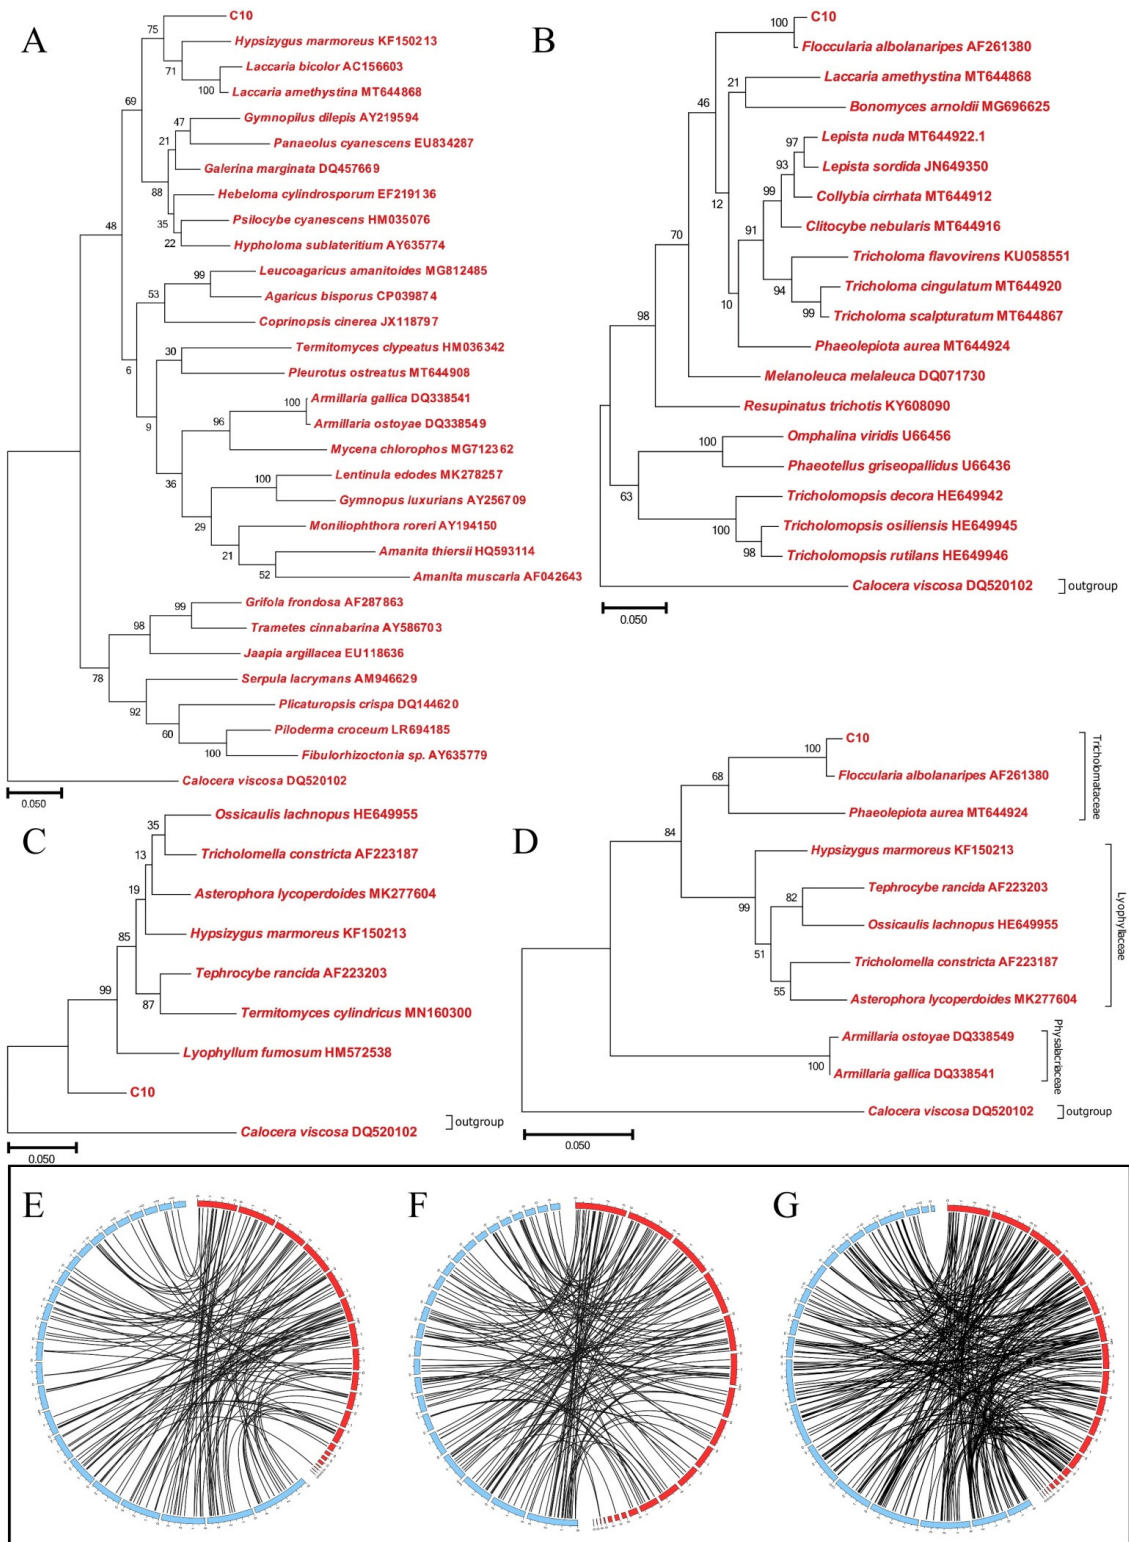 A
C10
Hypsizygus marmoreus KF150213
Laccaria bicolor AC156603
Laccaria amethystina MT644868
Gymnopilus dilepis AY219594
Panaeolus cyanescens EU834287
Galerina marginata DQ457669
Hebeloma cylindrosporum EF219136
Psilocybe cyanescens HM035076
Hypholoma sublateritium AY635774
Leucoagaricus amanitoides MG812485
Agaricus bisporus CP039874
Coprinopsis cinerea JX118797
Termitomyces clypeatus HM036342
Pleurotus ostreatus MT644908
Armillaria gallica DQ338541
Armillaria ostoyae DQ338549
Mycena chlorophos MG712362
Lentinula edodes MK278257
Gymnopus luxurians AY256709
Moniliophthora roreri AY194150
Amanita thiersii HQ593114
Amanita muscaria AF042643
Grifola frondosa AF287863
Trametes cinnabarina AY586703
Jaapia argillacea EU118636
Serpula lacrymans AM946629
Plicaturopsis crispa DQ144620
Piloderma croceum LR694185
Fibulorhizoctonia sp. AY635779
Calocera viscosa DQ520102
75
71
100
69
47
21
88
35
22
48
99
53
6
30
9
100
96
36
100
29
21
52
99
98
78
92
60
100
0.050
B
C10
Floccularia albolanaripes AF261380
Laccaria amethystina MT644868
Bonomyces arnoldii MG696625
Lepista nuda MT644922.1
Lepista sordida JN649350
Collybia cirrhata MT644912
Clitocybe nebularis MT644916
Tricholoma flavovirens KU058551
Tricholoma cingulatum MT644920
Tricholoma scalpturatum MT644867
Phaeolepiota aurea MT644924
Melanoleuca melaleuca DQ071730
Resupinatus trichotis KY608090
Omphalina viridis U66456
Phaeotellus griseopallidus U66436
Tricholomopsis decora HE649942
Tricholomopsis osiliensis HE649945
Tricholomopsis rutilans HE649946
Calocera viscosa DQ520102
outgroup
100
21
46
97
93
99
12
91
94
99
10
70
98
100
63
100
98
0.050
C
Ossicaulis lachnopus HE649955
Tricholomella constricta AF223187
Asterophora lycoperdoides MK277604
Hypsizygus marmoreus KF150213
Tephrocybe rancida AF223203
Termitomyces cylindricus MN160300
Lyophyllum fumosum HM572538
C10
Calocera viscosa DQ520102
outgroup
35
13
19
85
87
99
0.050
D
C10
Floccularia albolanaripes AF261380
Phaeolepiota aurea MT644924
Hypsizygus marmoreus KF150213
Tephrocybe rancida AF223203
Ossicaulis lachnopus HE649955
Tricholomella constricta AF223187
Asterophora lycoperdoides MK277604
Armillaria ostoyae DQ338549
Armillaria gallica DQ338541
Calocera viscosa DQ520102
Tricholomataceae
Lyophyllaceae
Physalacriaceae
outgroup
100
68
84
82
99
51
55
100
0.050
E
F
G